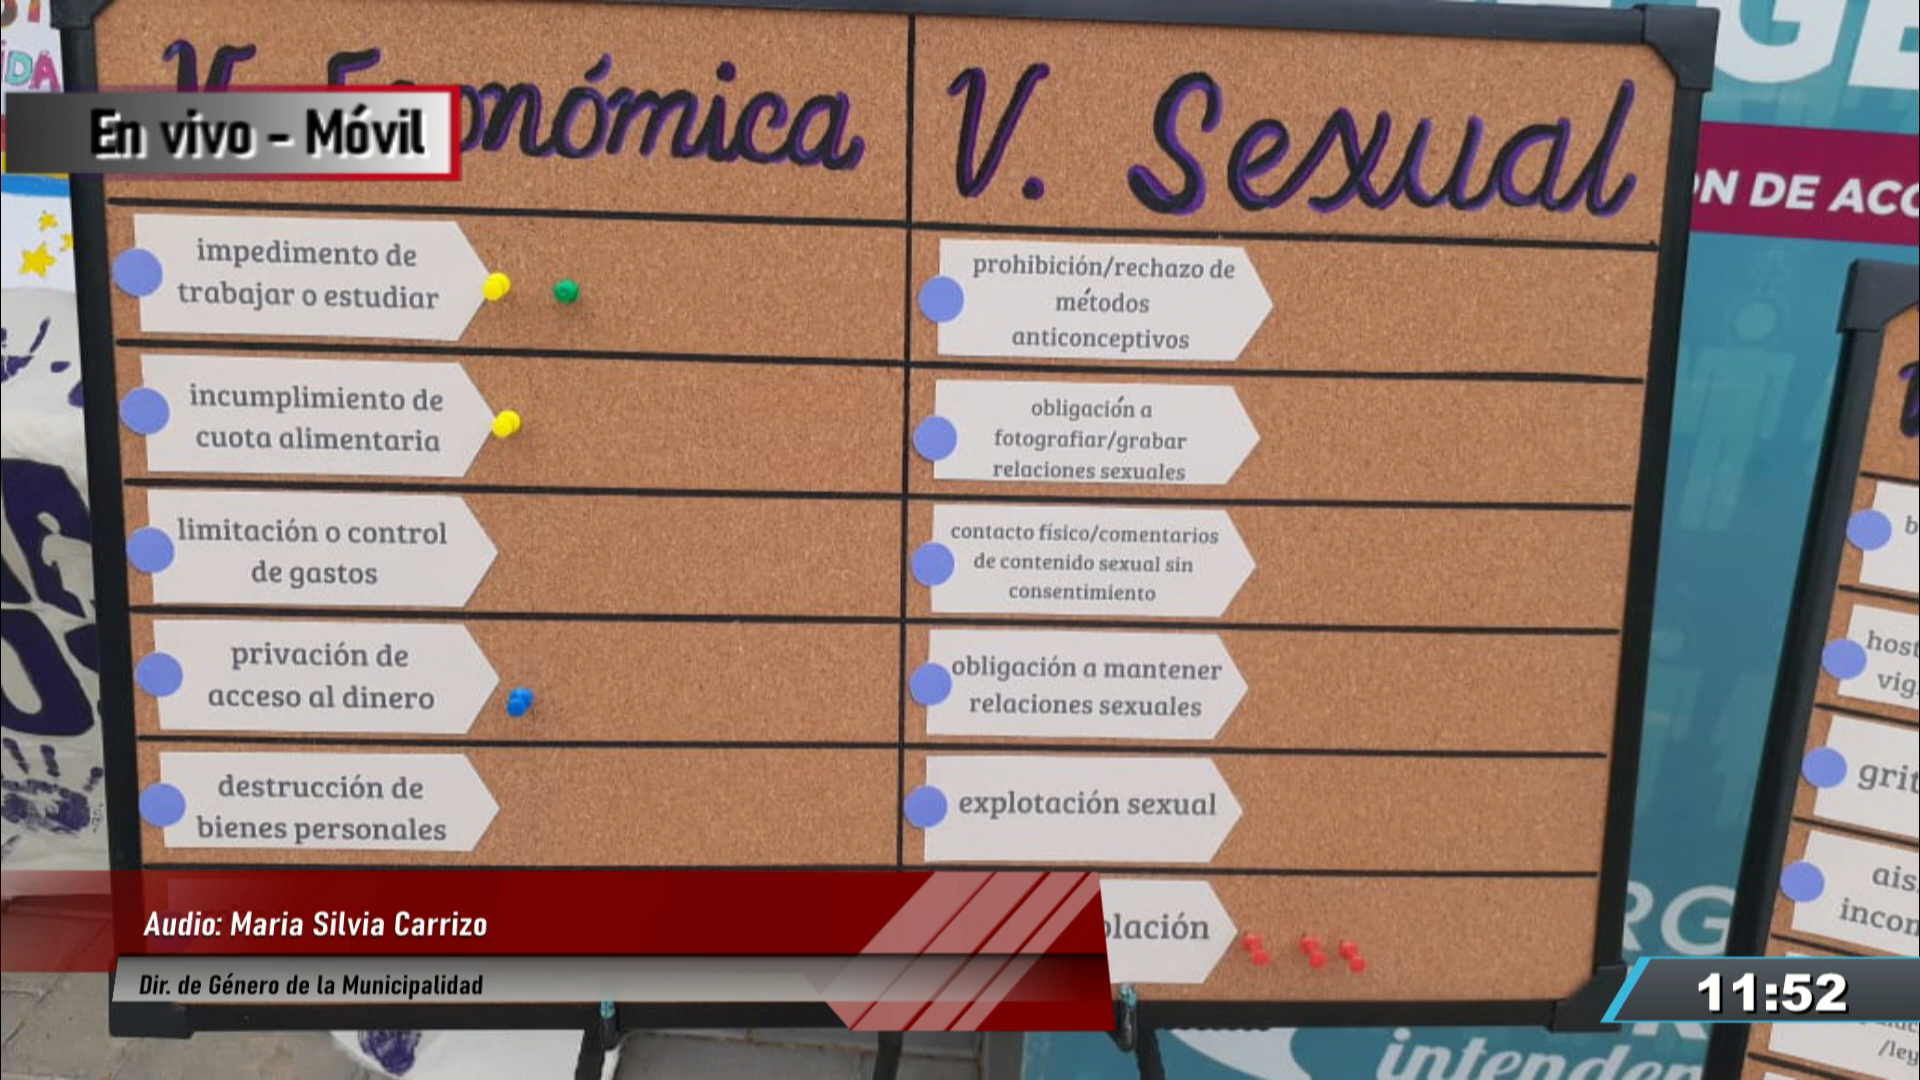 En vivo - Móvil
V. Sexual
impedimento de
trabajar o estudiar
incumplimiento de
cuota alimentaria
limitación o control
de gastos
privación de
acceso al dinero
destrucción de
bienes personales
prohibición/rechazo de
métodos
anticonceptivos
obligación a
fotografiar/grabar
relaciones sexuales
contacto físico/comentarios
de contenido sexual sin
consentimiento
obligación a mantener
relaciones sexuales
explotación sexual
DE
Audio: Maria Silvia Carrizo
Dir. de Género de la Municipalidad
11:52